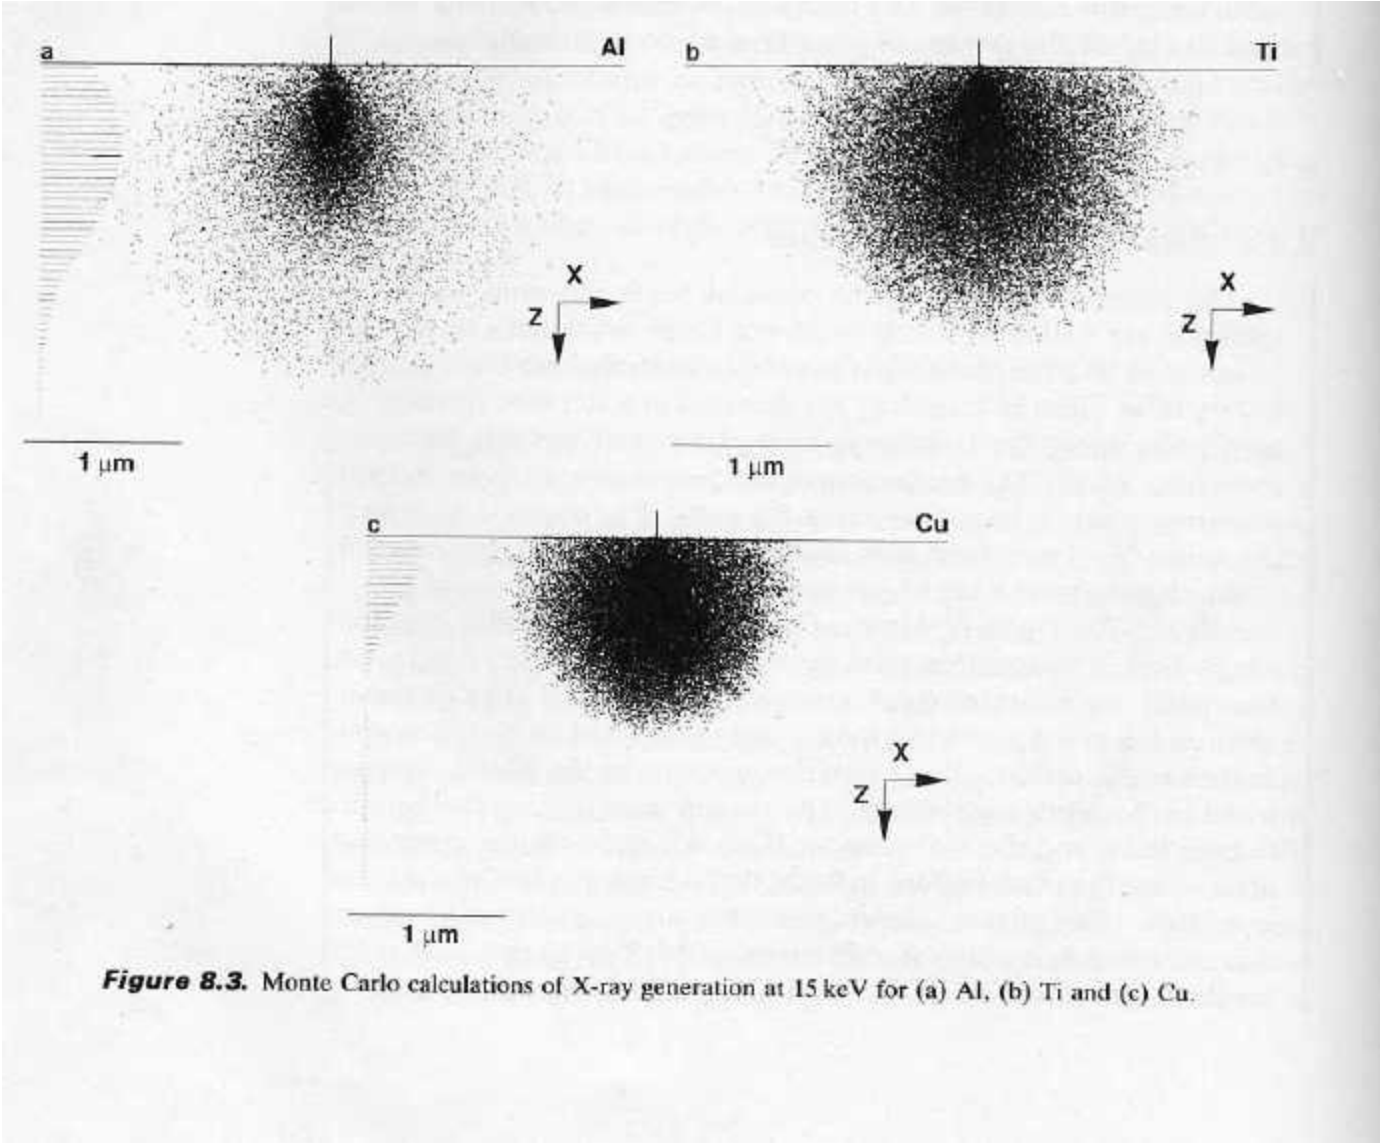 a Al
b Ti
X
Z
X
Z
1 μm
1 μm
c Cu
X
Z
1 μm
Figure 8.3. Monte Carlo calculations of X-ray generation at 15 keV for (a) Al, (b) Ti and (c) Cu.